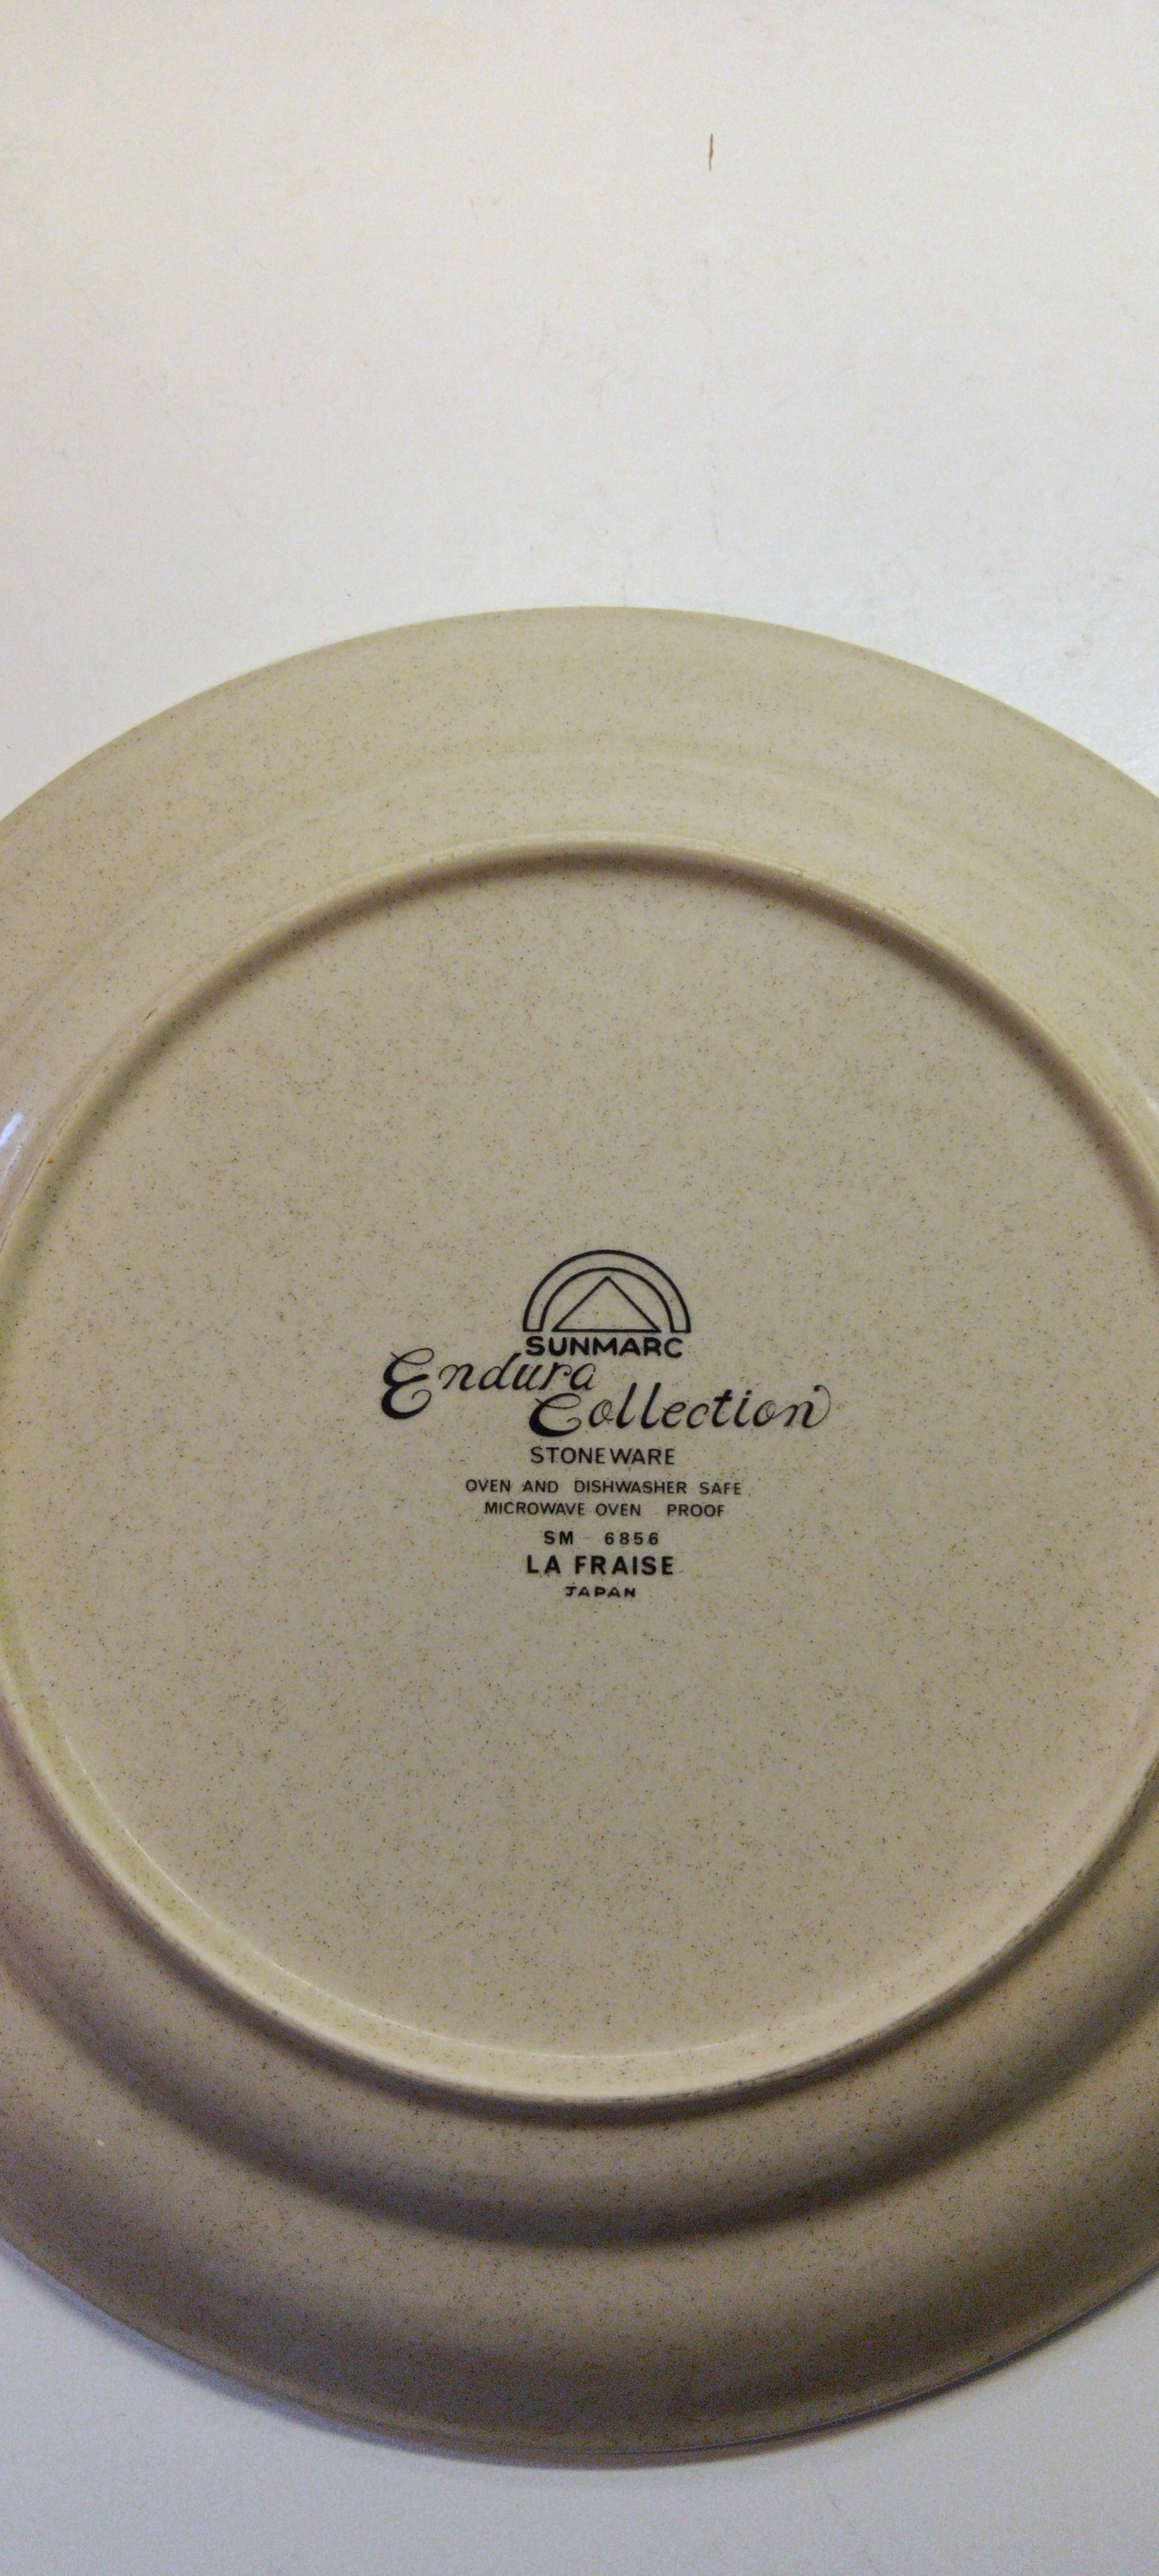 SUNMARC
Endura
Collection
STONEWARE
OVEN AND DISHWASHER SAFE
MICROWAVE OVEN PROOF
SM 6856
LA FRAISE
JAPAN